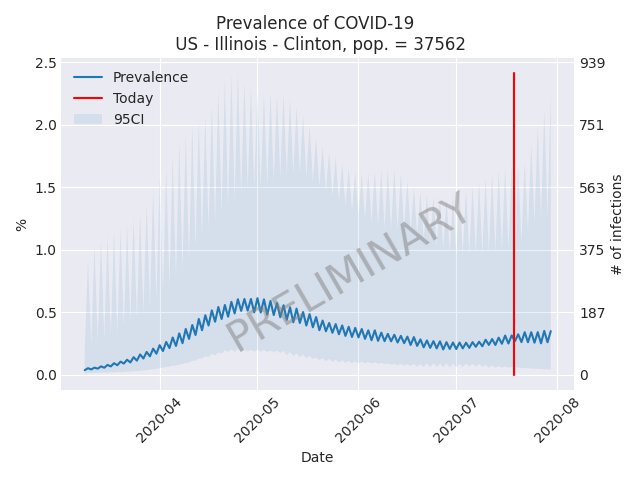 Prevalence of COVID-19
US - Illinois - Clinton, pop. = 37562
2.5
2.0
1.5
1.0
0.5
0.0
%
Prevalence
Today
95CI
PRELIMINARY
939
751
563
375
187
0
# of infections
2020-04
2020-05
2020-06
2020-07
2020-08
Date